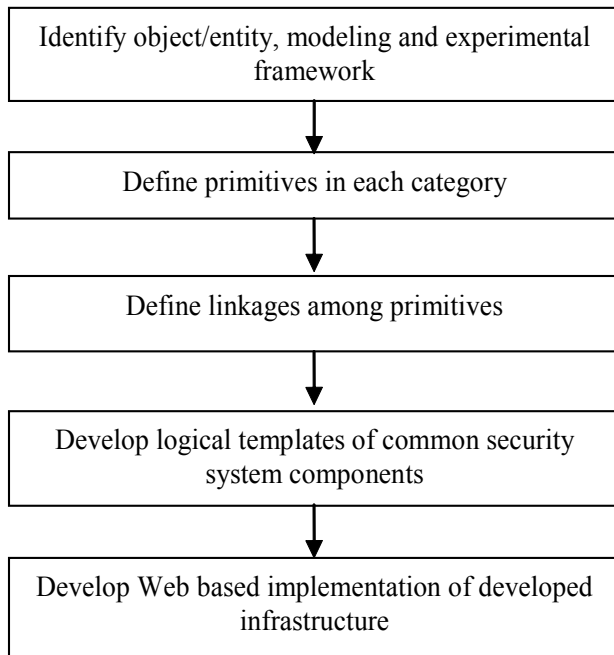 Identify object/entity, modeling and experimental
framework
Define primitives in each category
Define linkages among primitives
Develop logical templates of common security
system components
Develop Web based implementation of developed
infrastructure